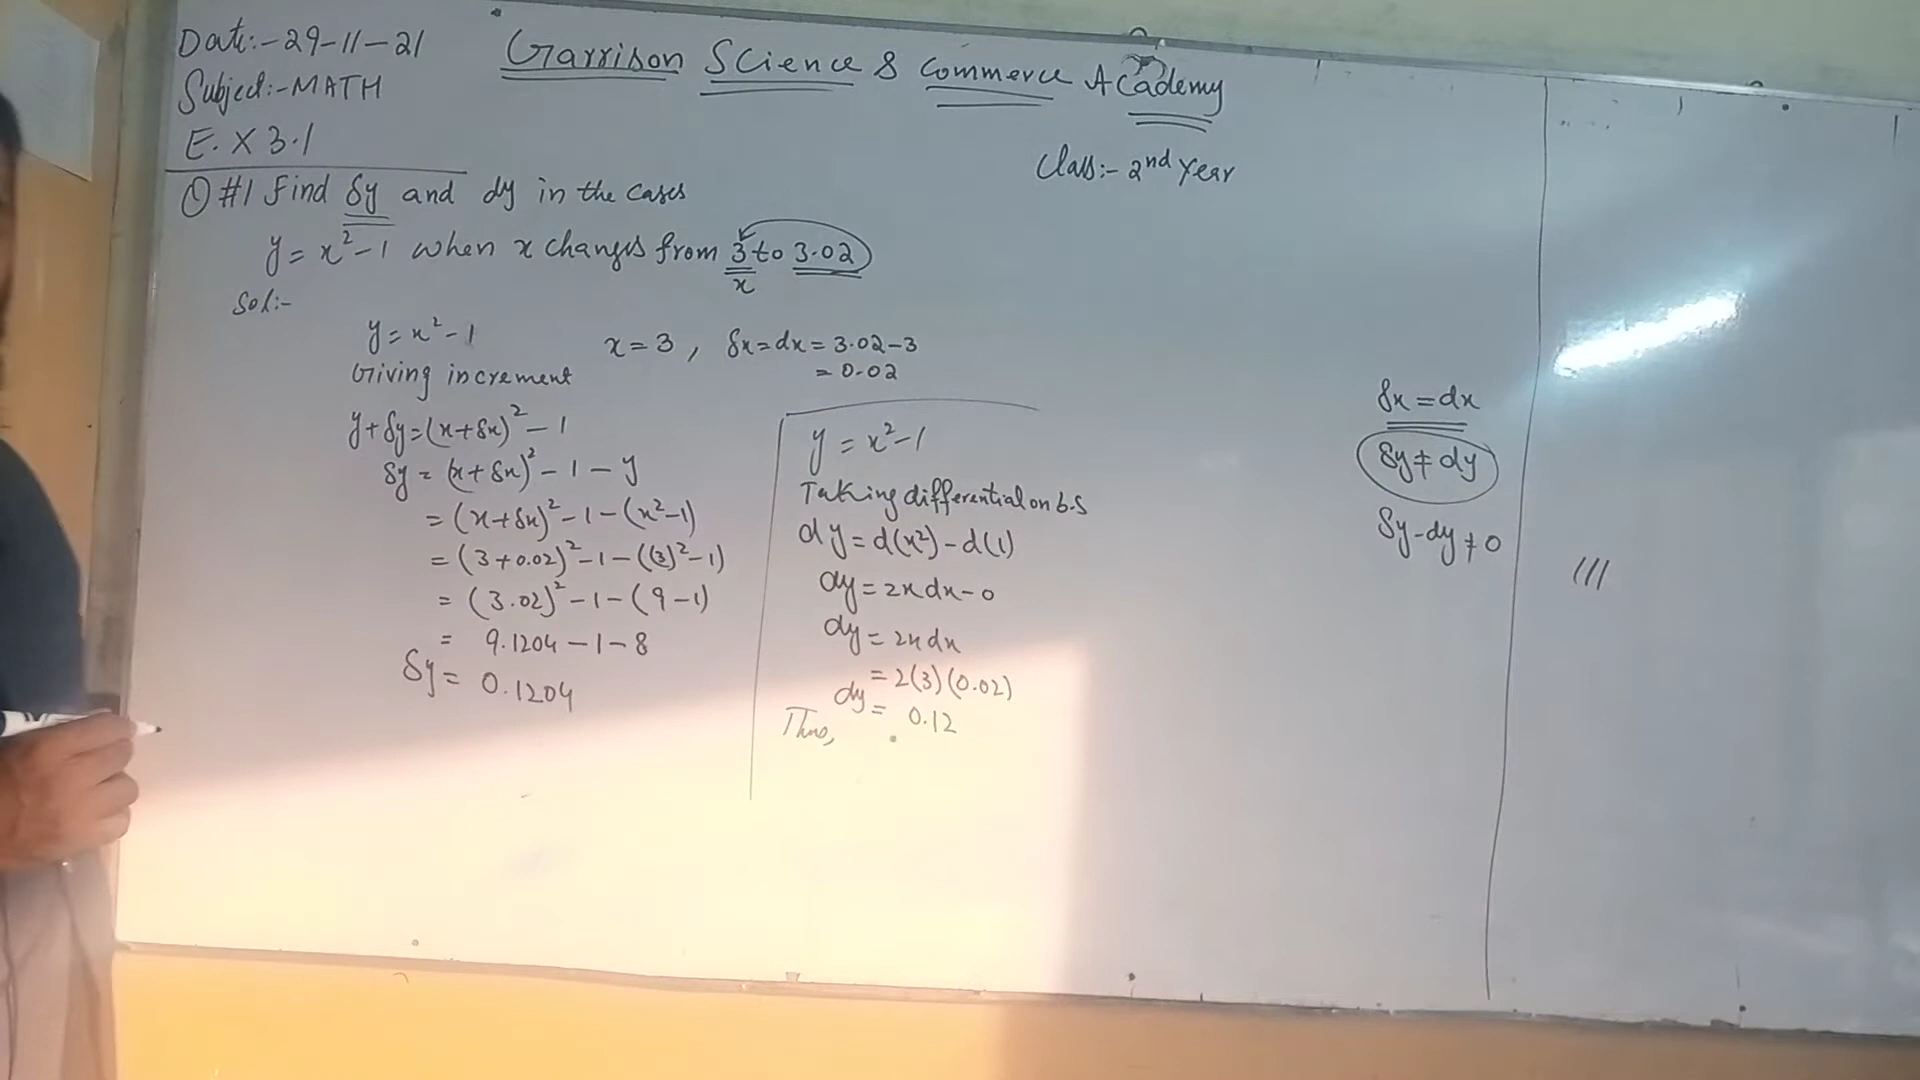 Date:-29-11-21
Garrison Science & Commerce Academy
Subject:-MATH
E.X 3.1
Class:- 2nd Year
Q#1 Find δy and dy in the cases
y = x²-1 when x changes from 3 to 3.02
x
Sol:-
y = x²-1
x = 3 , δx = dx = 3.02-3
= 0.02
Giving increment
y+δy = (x+δx)² - 1
δy = (x+δx)² - 1 - y
= (x+δx)² - 1 - (x²-1)
= (3+0.02)² - 1 - ((3)²-1)
= (3.02)² - 1 - (9-1)
= 9.1204 - 1 - 8
δy = 0.1204
y = x²-1
Taking differential on b.s
dy = d(x²) - d(1)
dy = 2xdx - 0
dy = 2xdx
= 2(3)(0.02)
dy = 0.12
Thus,
δx = dx
δy ≠ dy
δy - dy ≠ 0
///